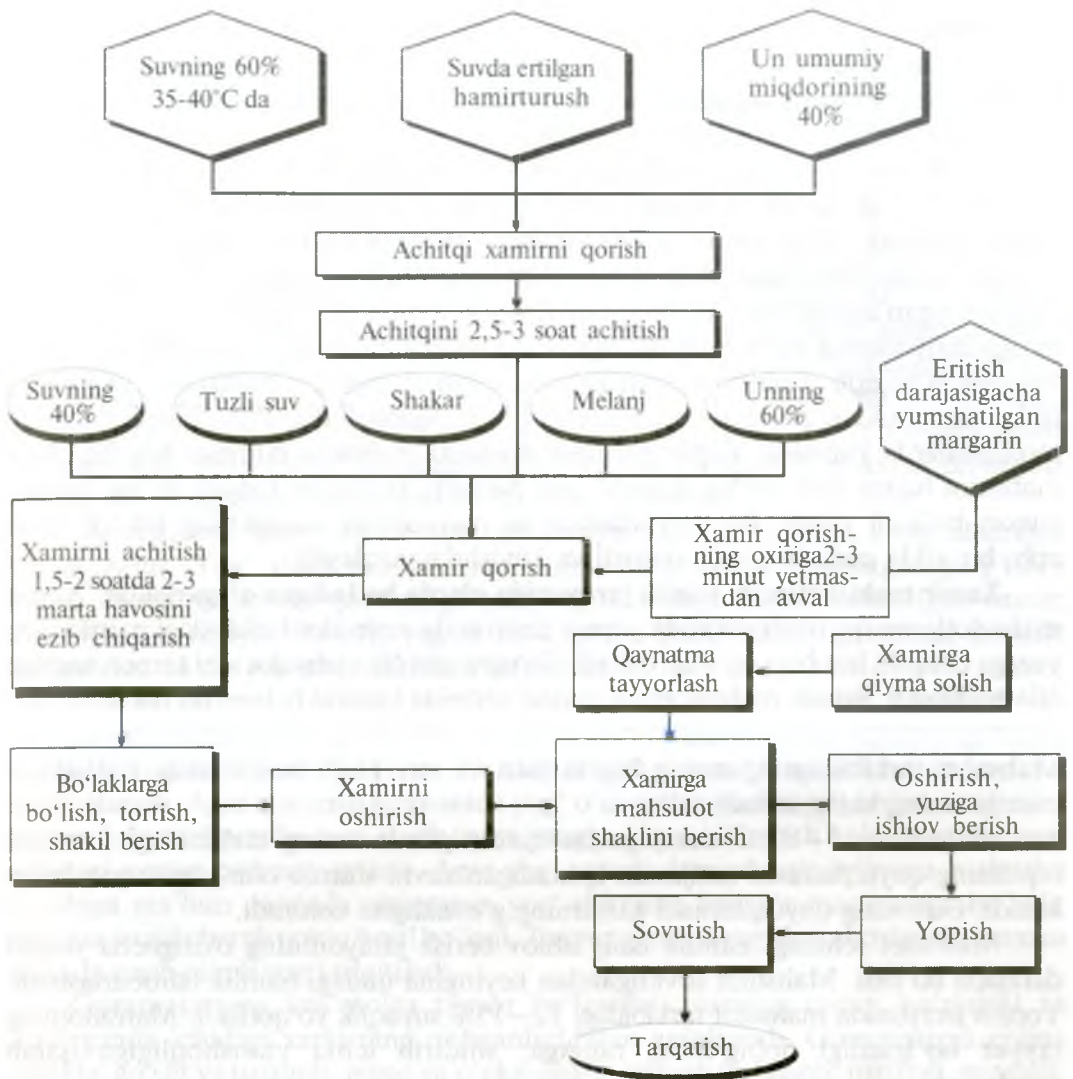 Suvning 60%
35-40°C da
Suvda ertilgan
hamirturush
Un umumiy
miqdorining
40%
Achitqi xamirni qorish
Achitqini 2,5-3 soat achitish
Suvning
40%
Tuzli suv
Shakar
Melanj
Unning
60%
Eritish
darajasigacha
yumshatilgan
margarin
Xamirni achitish
1,5-2 soatda 2-3
marta havosini
ezib chiqarish
Xamir qorish
Xamir qorish-
ning oxiriga 2-3
minut yetmas-
dan avval
Qaynatma
tayyorlash
Xamirga
qiyma solish
Bo‘laklarga
bo‘lish, tortish,
shakil berish
Xamirni
oshirish
Xamirga
mahsulot
shaklini berish
Oshirish,
yuziga
ishlov berish
Sovutish
Yopish
Tarqatish